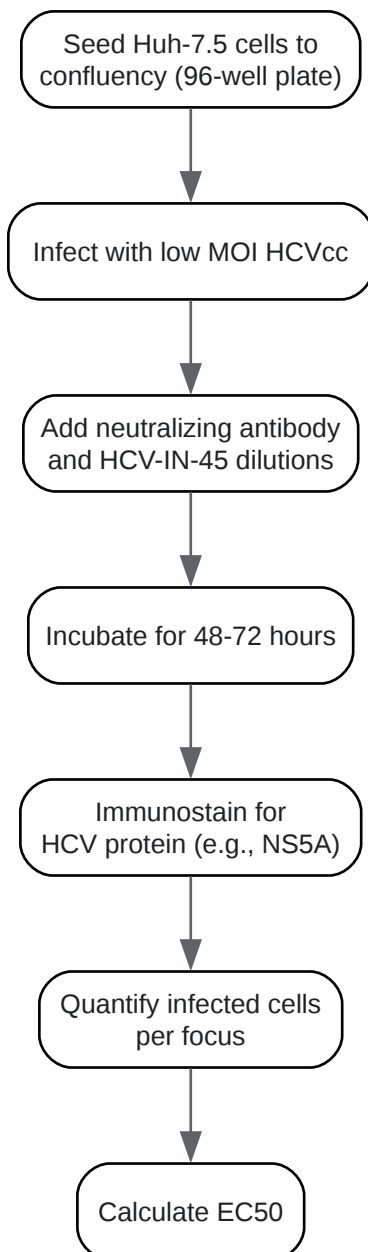 Seed Huh-7.5 cells to
confluency (96-well plate)
Infect with low MOI HCVcc
Add neutralizing antibody
and HCV-IN-45 dilutions
Incubate for 48-72 hours
Immunostain for
HCV protein (e.g., NS5A)
Quantify infected cells
per focus
Calculate EC50